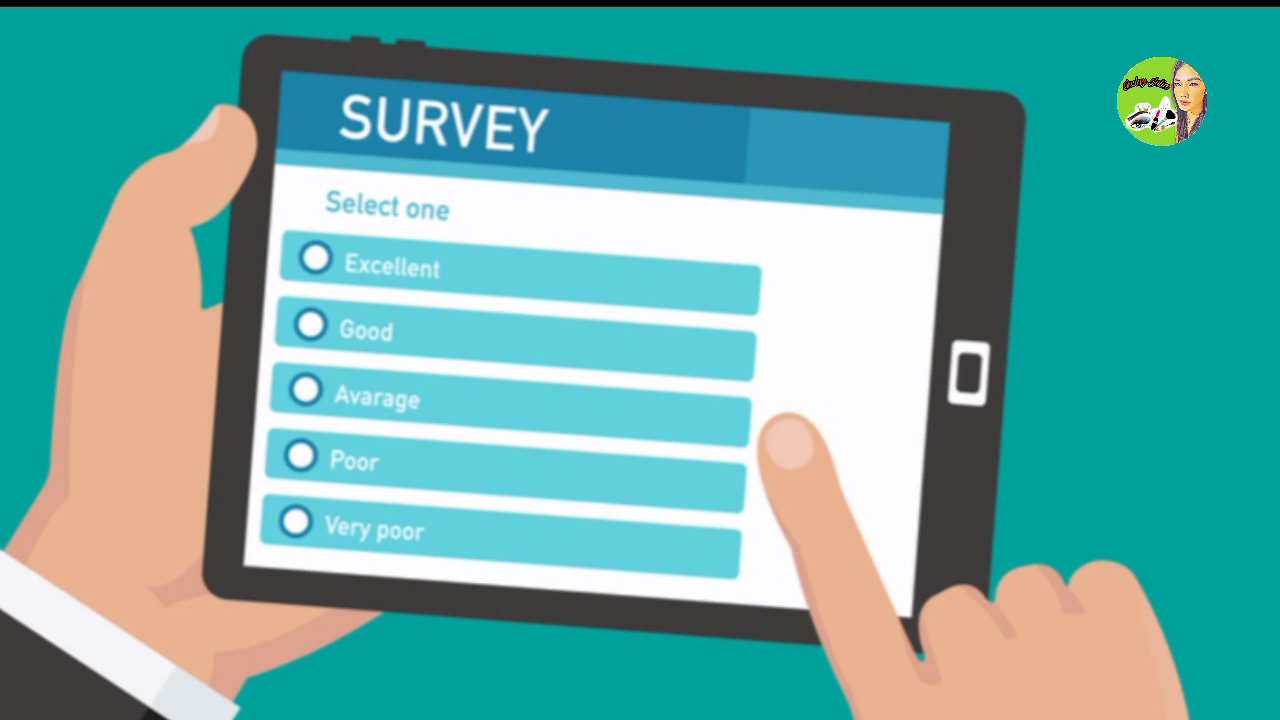 SURVEY
Select one
Excellent
Good
Avarage
Poor
Very poor